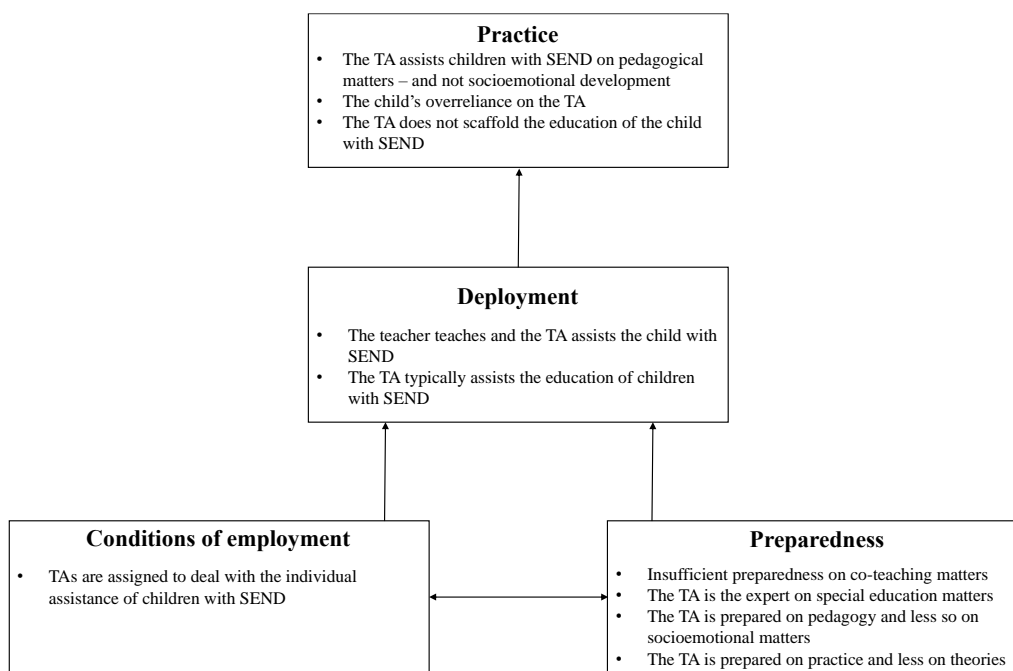 Practice
• The TA assists children with SEND on pedagogical
matters – and not socioemotional development
• The child's overreliance on the TA
• The TA does not scaffold the education of the child
with SEND
Deployment
• The teacher teaches and the TA assists the child with
SEND
• The TA typically assists the education of children
with SEND
Conditions of employment
• TAs are assigned to deal with the individual
assistance of children with SEND
Preparedness
• Insufficient preparedness on co-teaching matters
• The TA is the expert on special education matters
• The TA is prepared on pedagogy and less so on
socioemotional matters
• The TA is prepared on practice and less on theories